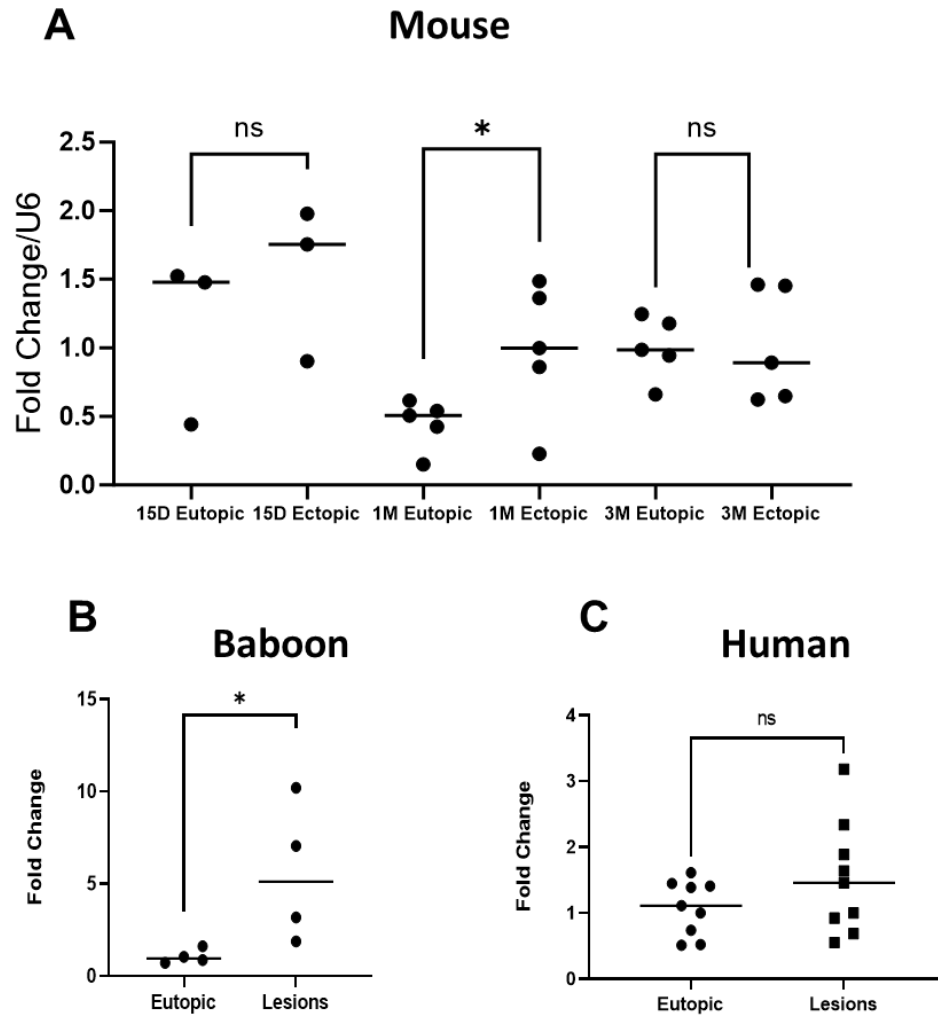 A
Mouse
ns
*
ns
Fold Change/U6
2.5
2.0
1.5
1.0
0.5
0.0
15D Eutopic 15D Ectopic 1M Eutopic 1M Ectopic 3M Eutopic 3M Ectopic
B
Baboon
*
Fold Change
15
10
5
0
Eutopic Lesions
C
Human
ns
Fold Change
4
3
2
1
0
Eutopic Lesions